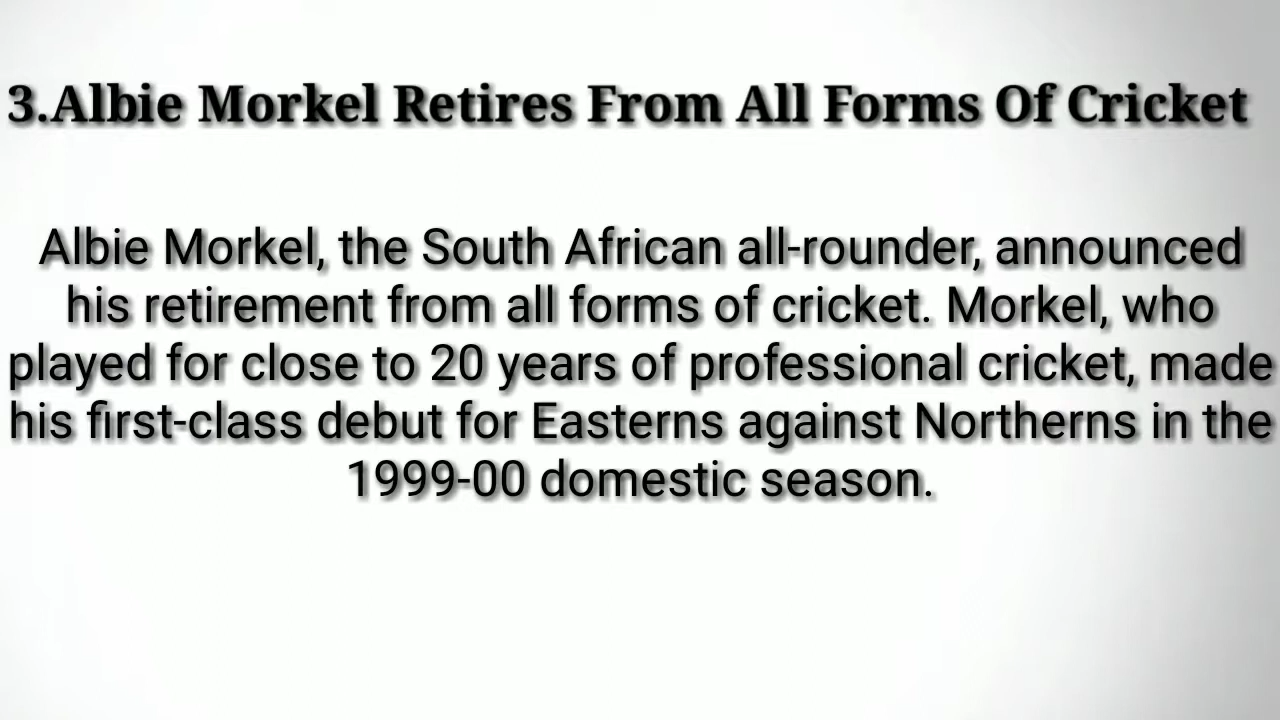 3.Albie Morkel Retires From All Forms Of Cricket
Albie Morkel, the South African all-rounder, announced
his retirement from all forms of cricket. Morkel, who
played for close to 20 years of professional cricket, made
his first-class debut for Easterns against Northerns in the
1999-00 domestic season.